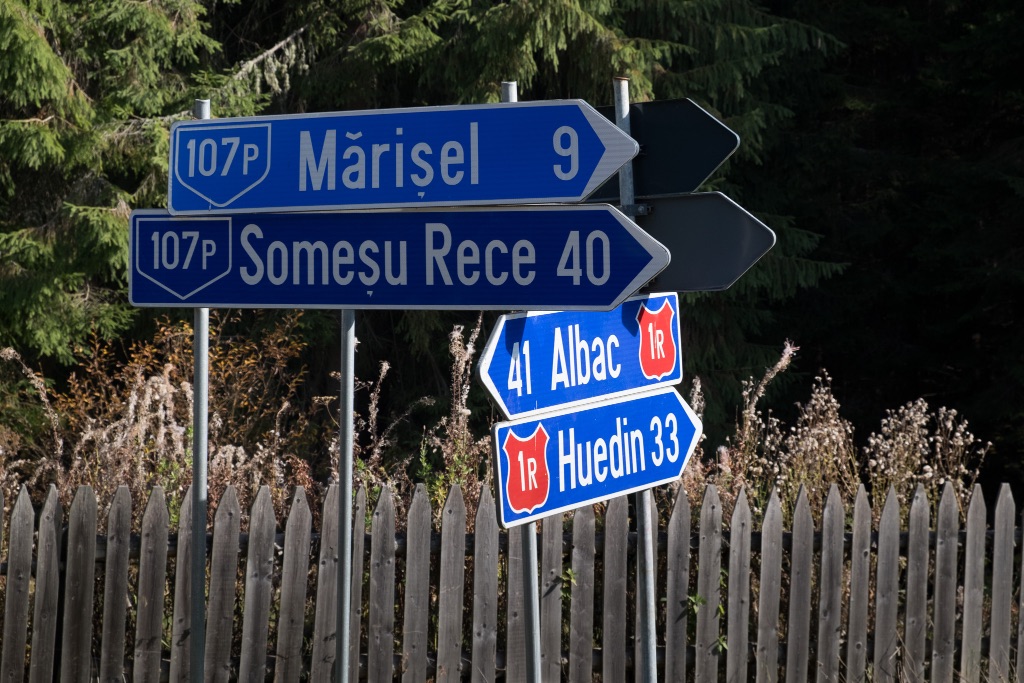 107P Mărișel 9
107P Someșu Rece 40
41 Albac 1R
1R Huedin 33